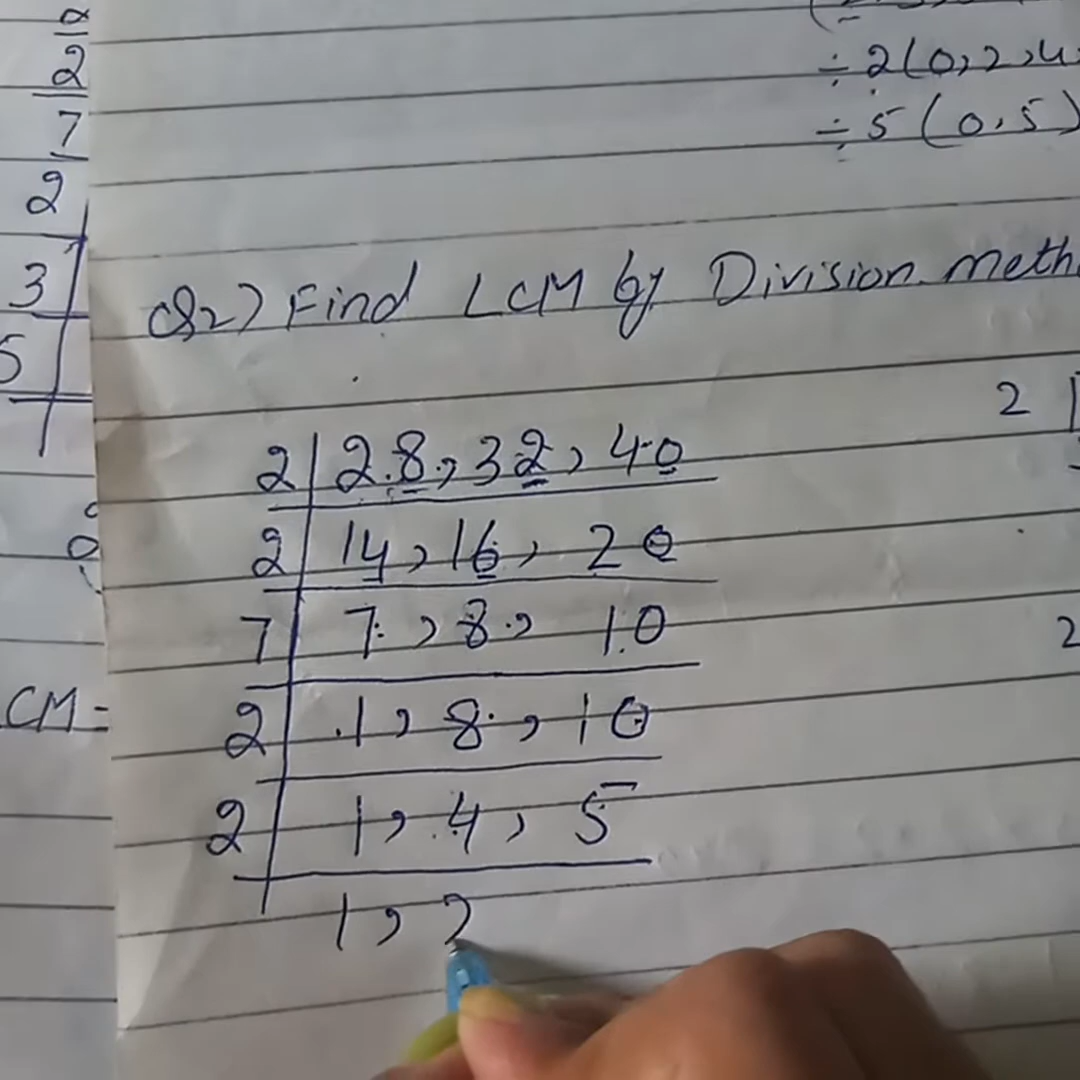 2
7
2
3
5
CM=
÷ 2 (0, 2, 4
÷ 5 (0, 5)
Q2) Find LCM by Division meth
2 | 28, 32, 40
2 | 14, 16, 20
7 | 7, 8, 10
2 | 1, 8, 10
2 | 1, 4, 5
1, 2
2
2